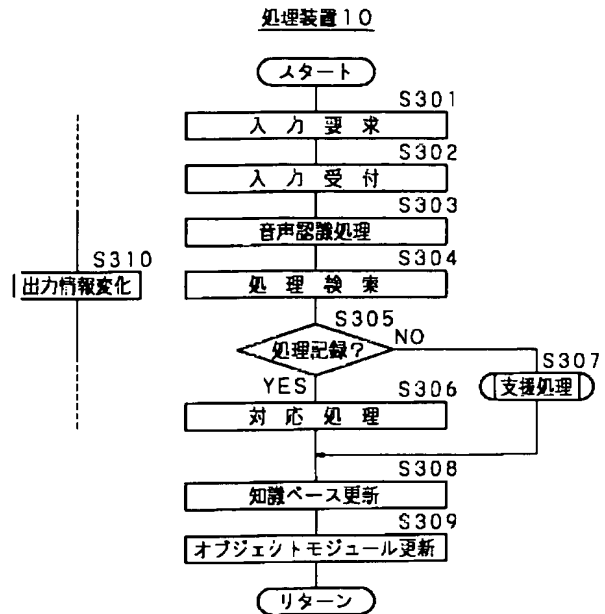 処理装置10
スタート
S301
入力要求
S302
入力受付
S303
音声認識処理
S304
処理検索
S310
出力情報変化
S305
処理記録?
NO
YES
S307
支援処理
S306
対応処理
S308
知識ベース更新
S309
オブジェクトモジュール更新
リターン